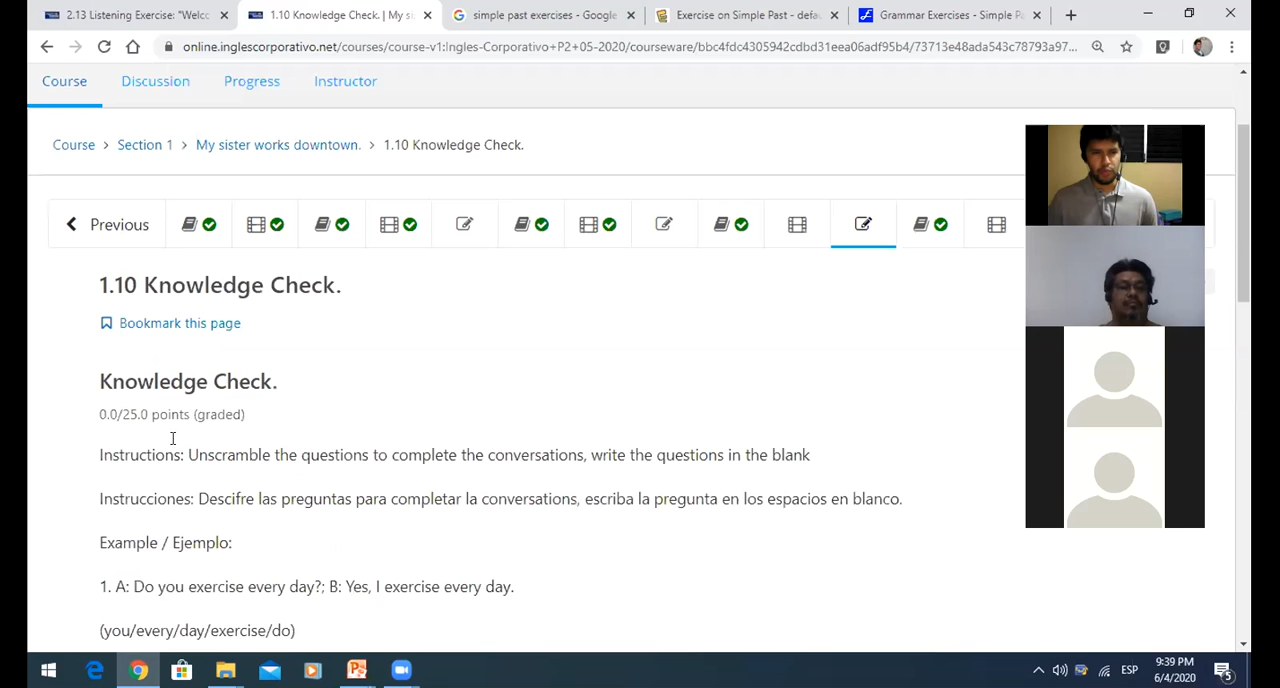 2.13 Listening Exercise: "Welcc
1.10 Knowledge Check. | My si
simple past exercises - Google
Exercise on Simple Past - defau
Grammar Exercises - Simple Pa
online.inglescorporativo.net/courses/course-v1:Ingles-Corporativo+P2+05-2020/courseware/bbc4fdc4305942cdbd31eea06adf95b4/73713e48ada543c78793a97...
Course Discussion Progress Instructor
Course > Section 1 > My sister works downtown. > 1.10 Knowledge Check.
Previous
1.10 Knowledge Check.
Bookmark this page
Knowledge Check.
0.0/25.0 points (graded)
Instructions: Unscramble the questions to complete the conversations, write the questions in the blank
Instrucciones: Descifre las preguntas para completar la conversations, escriba la pregunta en los espacios en blanco.
Example / Ejemplo:
1. A: Do you exercise every day?; B: Yes, I exercise every day.
(you/every/day/exercise/do)
ESP
9:39 PM
6/4/2020
5